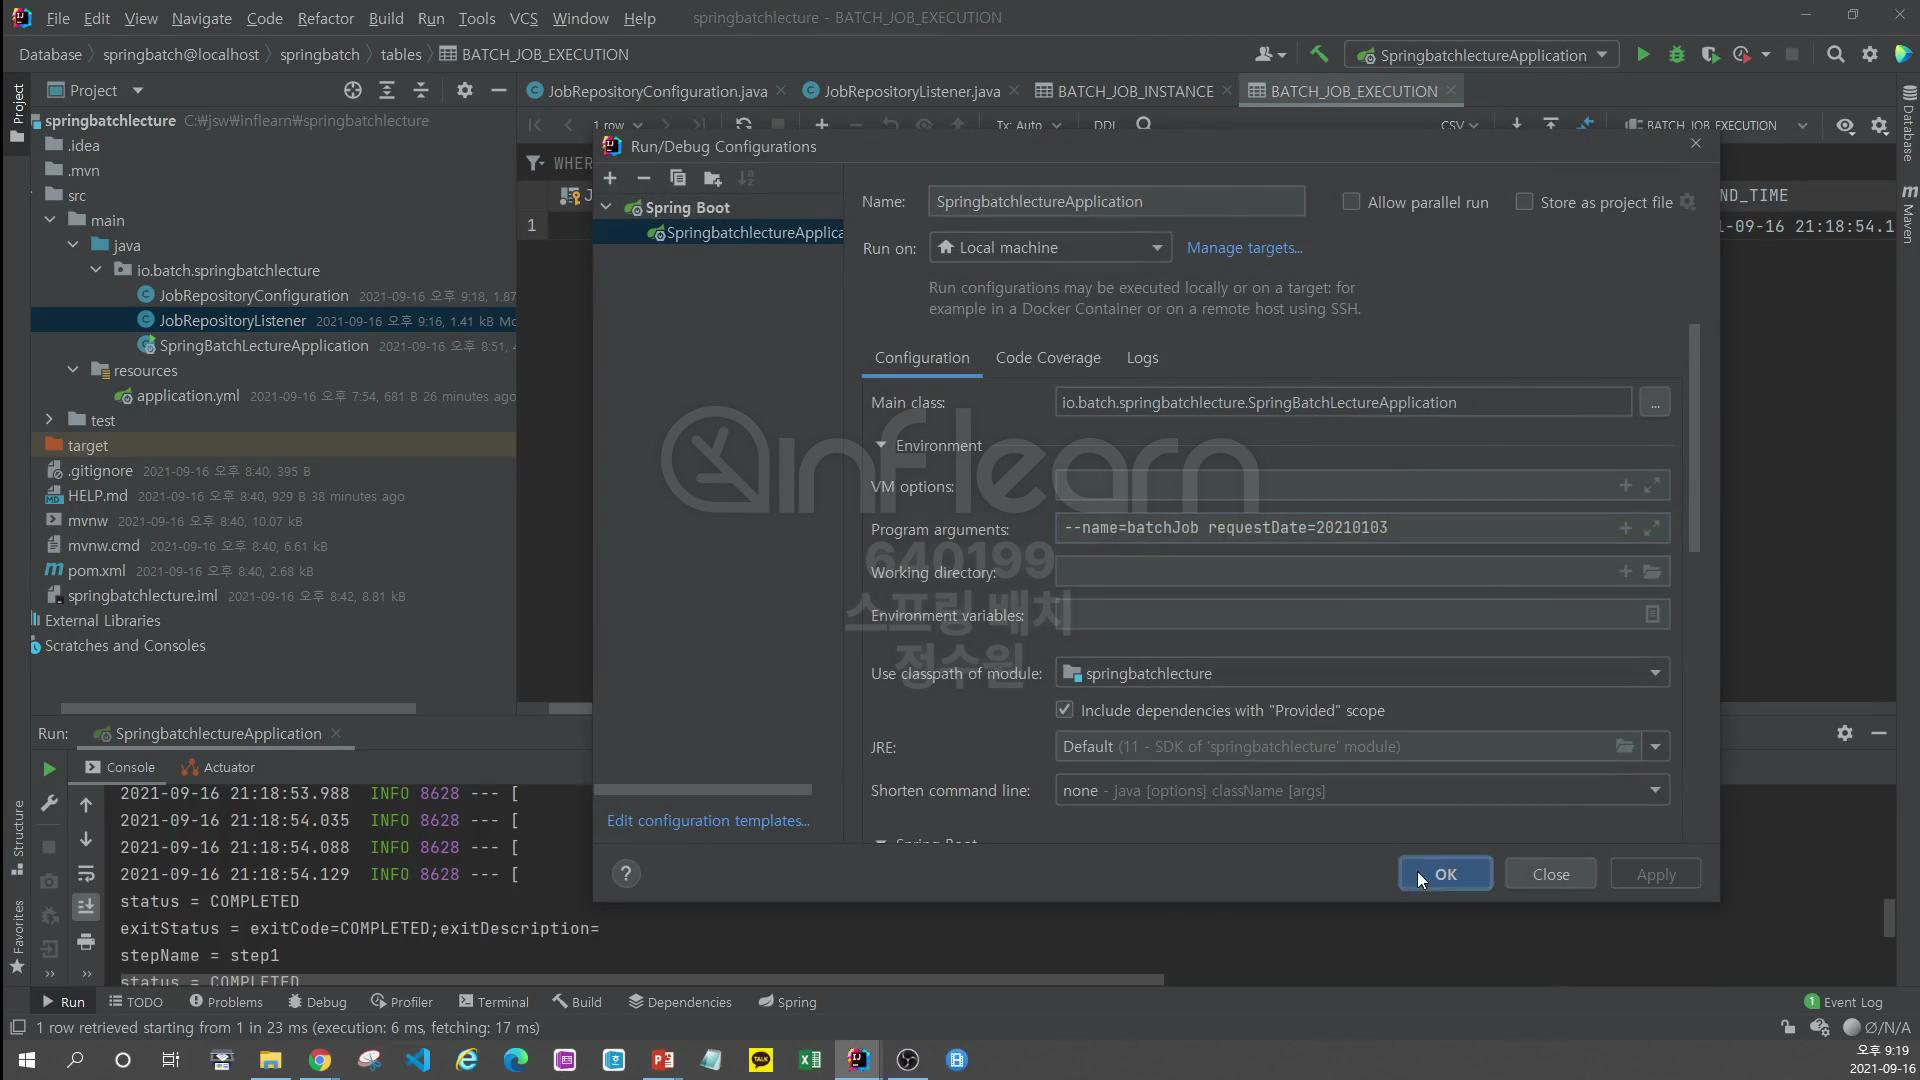 File Edit View Navigate Code Refactor Build Run Tools VCS Window Help springbatchlecture - BATCH_JOB_EXECUTION
Database springbatch@localhost springbatch tables BATCH_JOB_EXECUTION SpringbatchlectureApplication
Project JobRepositoryConfiguration.java JobRepositoryListener.java BATCH_JOB_INSTANCE BATCH_JOB_EXECUTION
springbatchlecture C:\jsw\inflearn\springbatchlecture
1 row Tx: Auto DDL CSV BATCH_JOB_EXECUTION
.idea
.mvn
src
main
java
io.batch.springbatchlecture
JobRepositoryConfiguration 2021-09-16 오후 9:18, 1.87
JobRepositoryListener 2021-09-16 오후 9:16, 1.41 kB Mo
SpringBatchLectureApplication 2021-09-16 오후 8:51, 4
resources
application.yml 2021-09-16 오후 7:54, 681 B 26 minutes ago
test
target
.gitignore 2021-09-16 오후 8:40, 395 B
HELP.md 2021-09-16 오후 8:40, 929 B 38 minutes ago
mvnw 2021-09-16 오후 8:40, 10.07 kB
mvnw.cmd 2021-09-16 오후 8:40, 6.61 kB
pom.xml 2021-09-16 오후 8:40, 2.68 kB
springbatchlecture.iml 2021-09-16 오후 8:42, 8.81 kB
External Libraries
Scratches and Consoles
Project
Structure
Favorites
WHER
1
Run/Debug Configurations
Spring Boot
SpringbatchlectureApplica
Edit configuration templates...
Name: SpringbatchlectureApplication Allow parallel run Store as project file
Run on: Local machine Manage targets...
Run configurations may be executed locally or on a target: for
example in a Docker Container or on a remote host using SSH.
Configuration Code Coverage Logs
Main class: io.batch.springbatchlecture.SpringBatchLectureApplication ...
Environment
VM options:
Program arguments: --name=batchJob requestDate=20210103
Working directory:
Environment variables:
Use classpath of module: springbatchlecture
Include dependencies with "Provided" scope
JRE: Default (11 - SDK of 'springbatchlecture' module)
Shorten command line: none - java [options] className [args]
Spring Boot
? OK Close Apply
inflearn
640199
스프링 배치
정수원
ND_TIME
-09-16 21:18:54.1
Database
Maven
Run: SpringbatchlectureApplication
Console Actuator
2021-09-16 21:18:53.988 INFO 8628 --- [
2021-09-16 21:18:54.035 INFO 8628 --- [
2021-09-16 21:18:54.088 INFO 8628 --- [
2021-09-16 21:18:54.129 INFO 8628 --- [
status = COMPLETED
exitStatus = exitCode=COMPLETED;exitDescription=
stepName = step1
status = COMPLETED
Run TODO Problems Debug Profiler Terminal Build Dependencies Spring 1 Event Log
1 row retrieved starting from 1 in 23 ms (execution: 6 ms, fetching: 17 ms) Ø/N/A
오후 9:19
2021-09-16